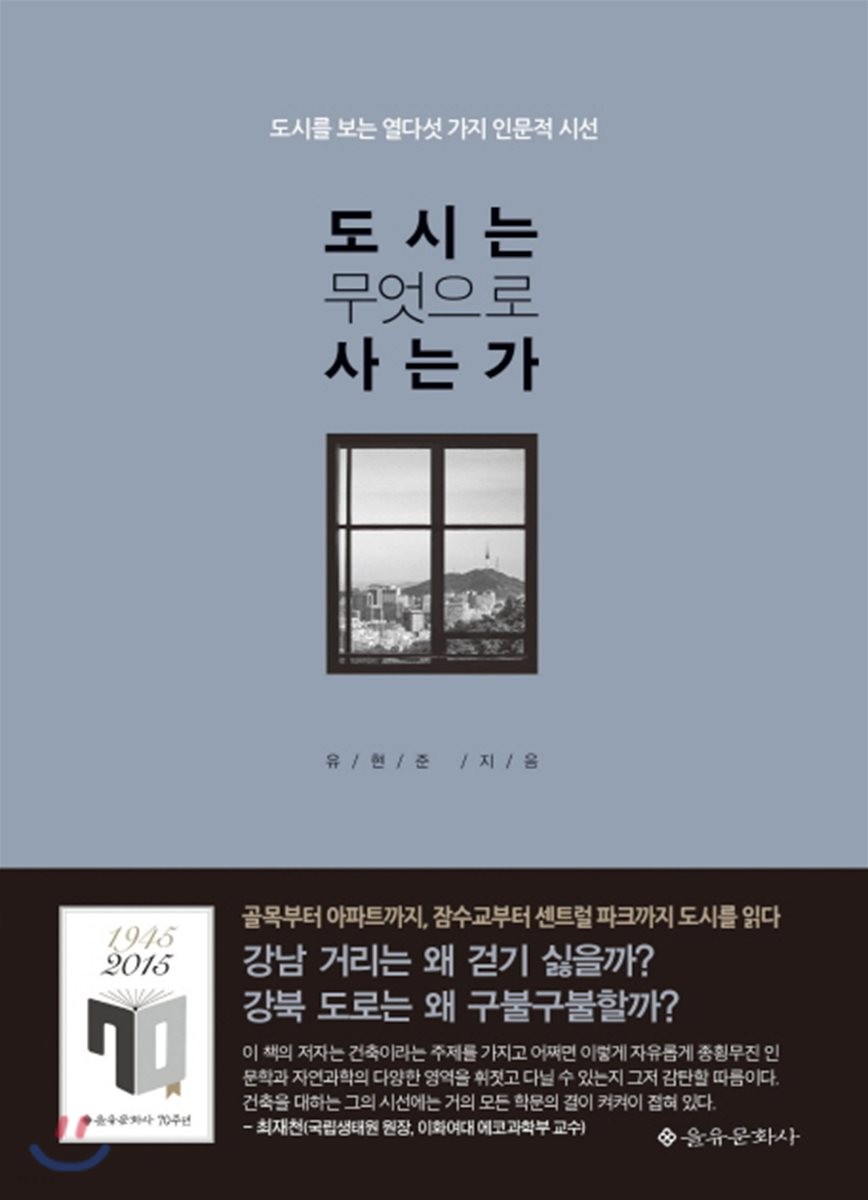 도시를 보는 열다섯 가지 인문적 시선
도시는
무엇으로
사는가
유/현/준 /지/음
1945
2015
70
을유문화사 70주년
골목부터 아파트까지, 잠수교부터 센트럴 파크까지 도시를 읽다
강남 거리는 왜 걷기 싫을까?
강북 도로는 왜 구불구불할까?
이 책의 저자는 건축이라는 주제를 가지고 어쩌면 이렇게 자유롭게 종횡무진 인
문학과 자연과학의 다양한 영역을 휘젓고 다닐 수 있는지 그저 감탄할 따름이다.
건축을 대하는 그의 시선에는 거의 모든 학문의 결이 켜켜이 접혀 있다.
– 최재천(국립생태원 원장, 이화여대 에코과학부 교수)
을유문화사